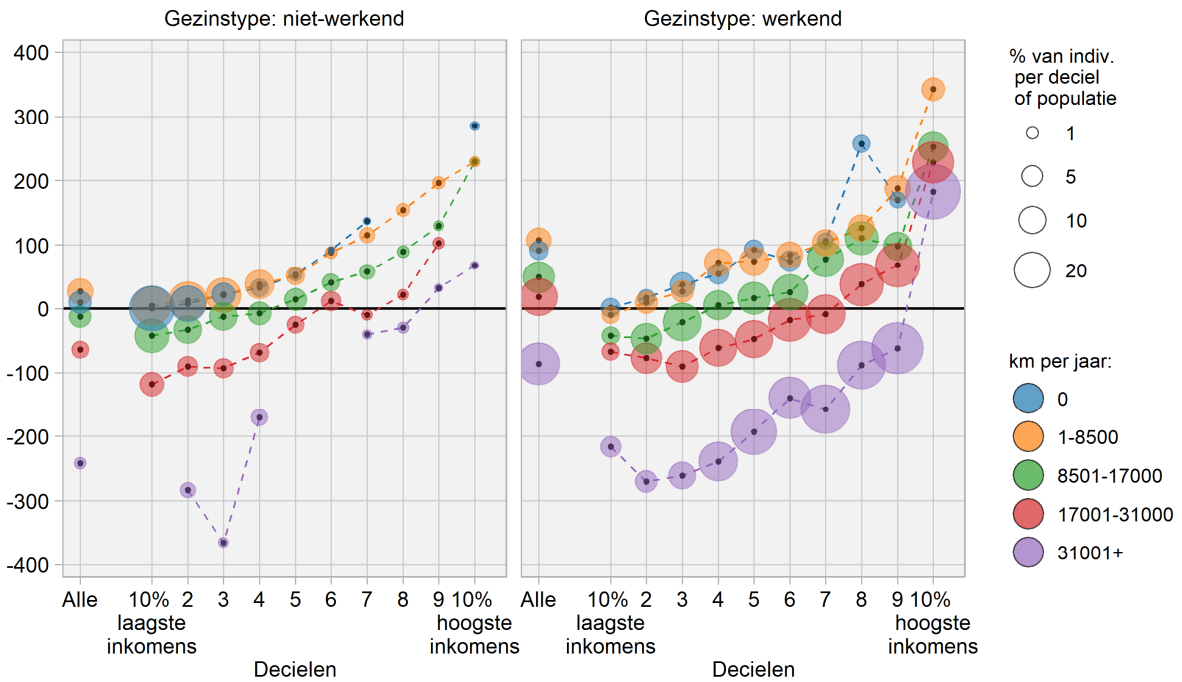 Gezinstype: niet-werkend
Gezinstype: werkend
400
300
200
100
0
-100
-200
-300
-400
Alle 10% 2 3 4 5 6 7 8 9 10%
laagste hoogste
inkomens inkomens
Decielen
Alle 10% 2 3 4 5 6 7 8 9 10%
laagste hoogste
inkomens inkomens
Decielen
% van indiv.
per deciel
of populatie
1
5
10
20
km per jaar:
0
1-8500
8501-17000
17001-31000
31001+